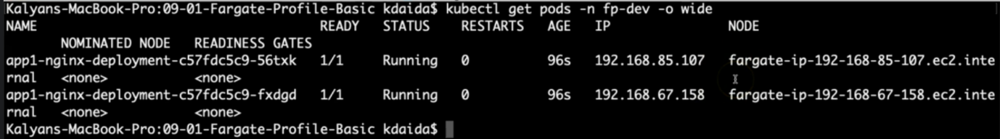 Kalyans-MacBook-Pro:09-01-Fargate-Profile-Basic kdaida$ kubectl get pods -n fp-dev -o wide
NAME                                    READY   STATUS    RESTARTS   AGE   IP               NODE
       NOMINATED NODE   READINESS GATES
app1-nginx-deployment-c57fdc5c9-56txk   1/1     Running   0          96s   192.168.85.107   fargate-ip-192-168-85-107.ec2.inte
rnal   <none>           <none>
app1-nginx-deployment-c57fdc5c9-fxdgd   1/1     Running   0          96s   192.168.67.158   fargate-ip-192-168-67-158.ec2.inte
rnal   <none>           <none>
Kalyans-MacBook-Pro:09-01-Fargate-Profile-Basic kdaida$